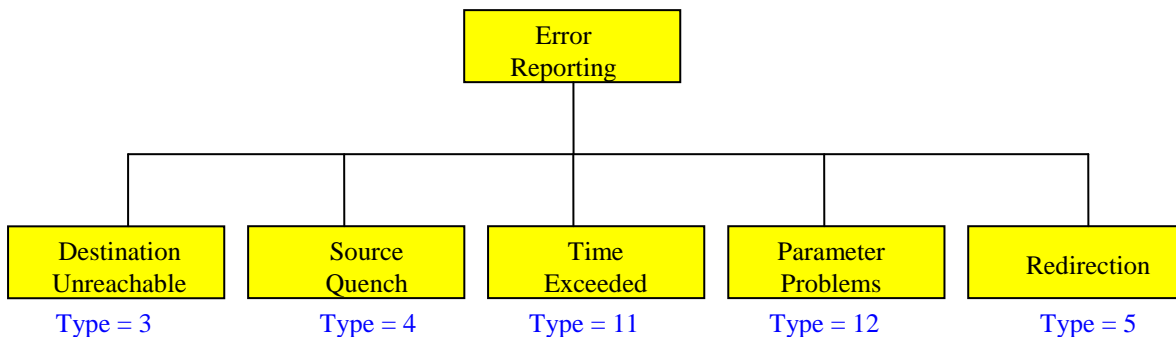 Error
Reporting
Destination
Unreachable
Source
Quench
Time
Exceeded
Parameter
Problems
Redirection
Type = 3
Type = 4
Type = 11
Type = 12
Type = 5